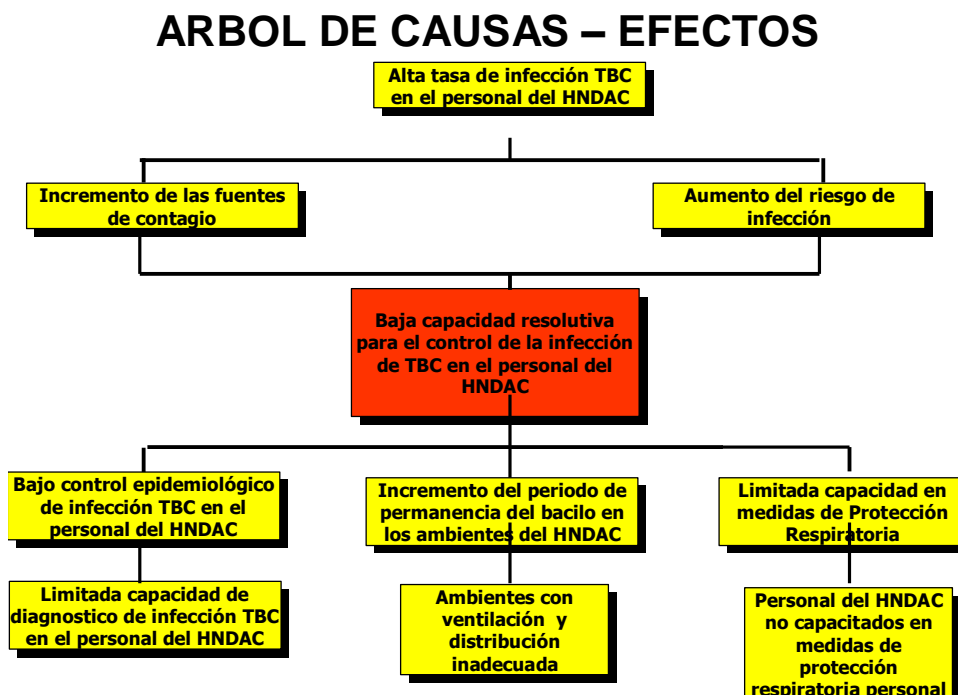 ARBOL DE CAUSAS – EFECTOS
Alta tasa de infección TBC
en el personal del HNDAC
Incremento de las fuentes
de contagio
Aumento del riesgo de
infección
Baja capacidad resolutiva
para el control de la infección
de TBC en el personal del
HNDAC
Bajo control epidemiológico
de infección TBC en el
personal del HNDAC
Incremento del periodo de
permanencia del bacilo en
los ambientes del HNDAC
Limitada capacidad en
medidas de Protección
Respiratoria
Limitada capacidad de
diagnostico de infección TBC
en el personal del HNDAC
Ambientes con
ventilación y
distribución
inadecuada
Personal del HNDAC
no capacitados en
medidas de
protección
respiratoria personal